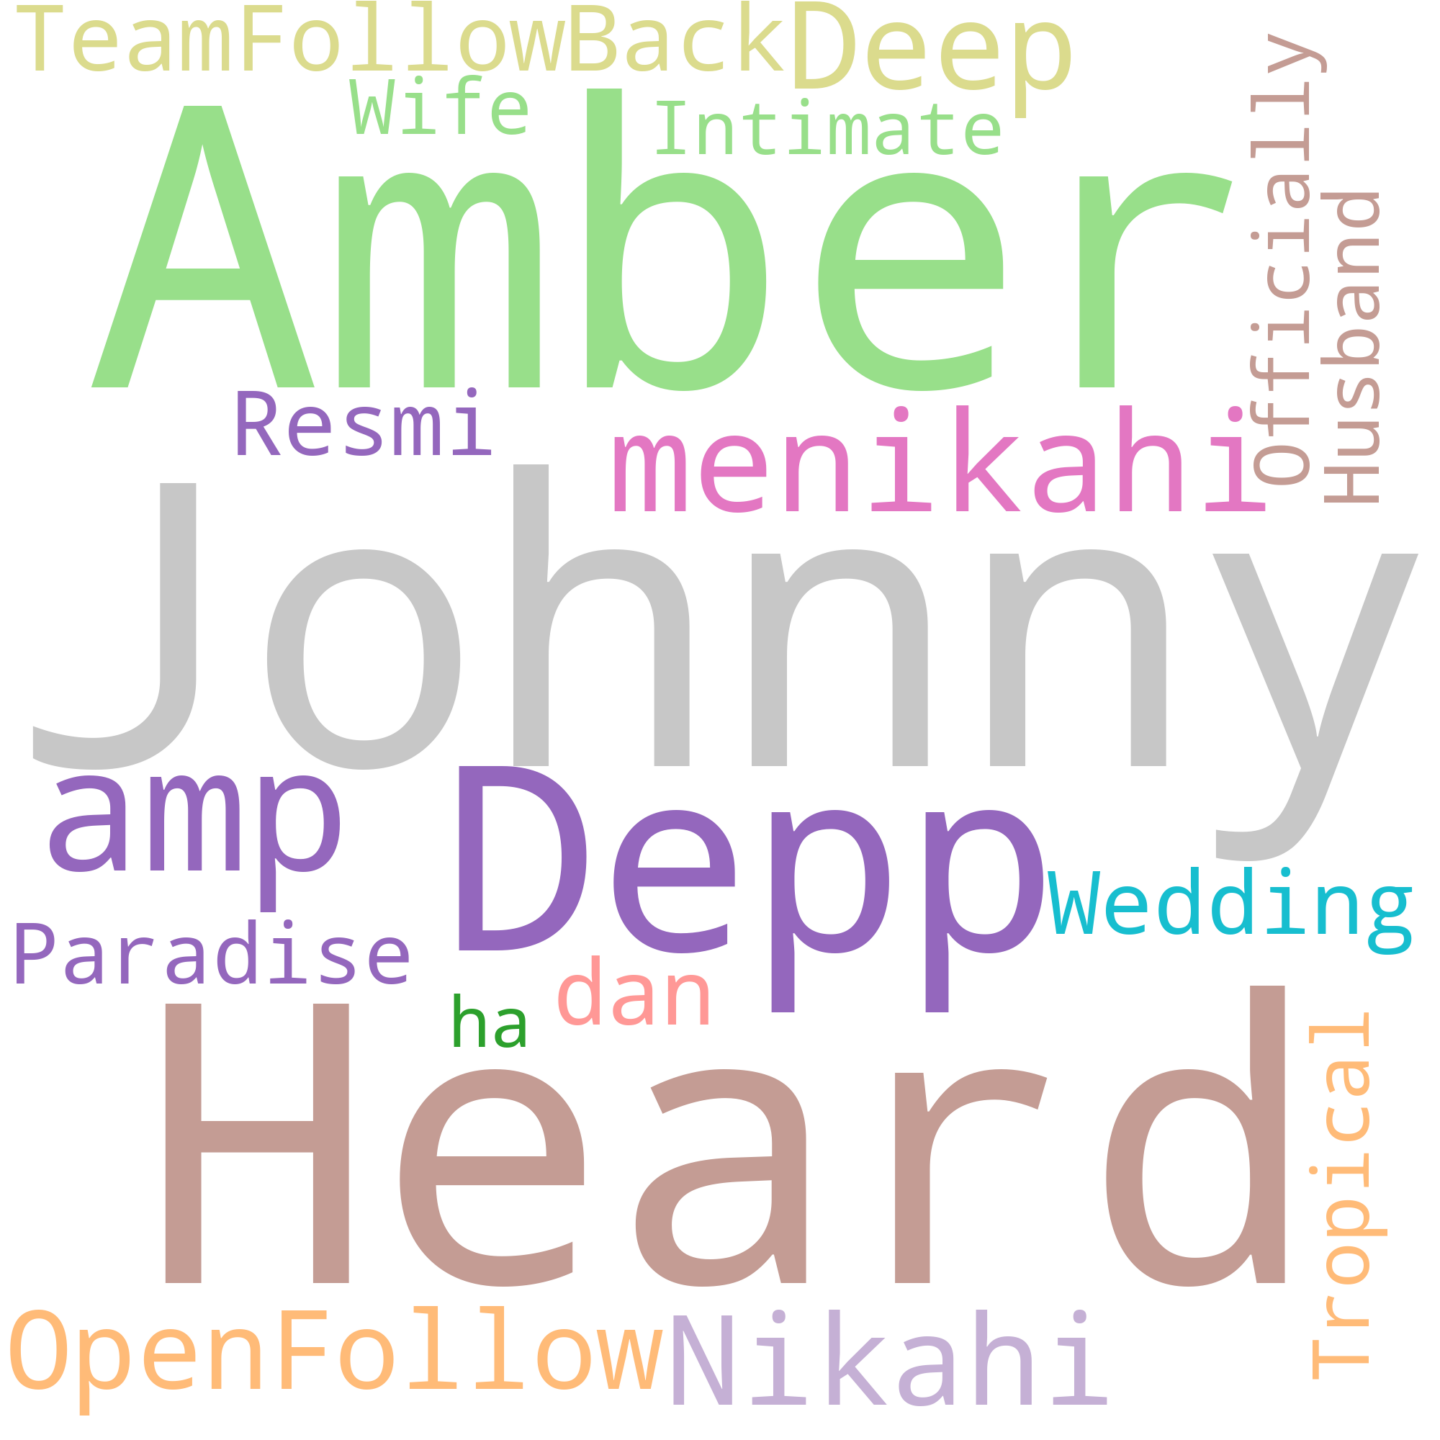 TeamFollowBack Deep
Wife Intimate
Amber
Officially
Husband
Resmi menikahi
Johnny
amp Depp
Wedding
Paradise dan
ha
Heard
Tropical
OpenFollow Nikahi